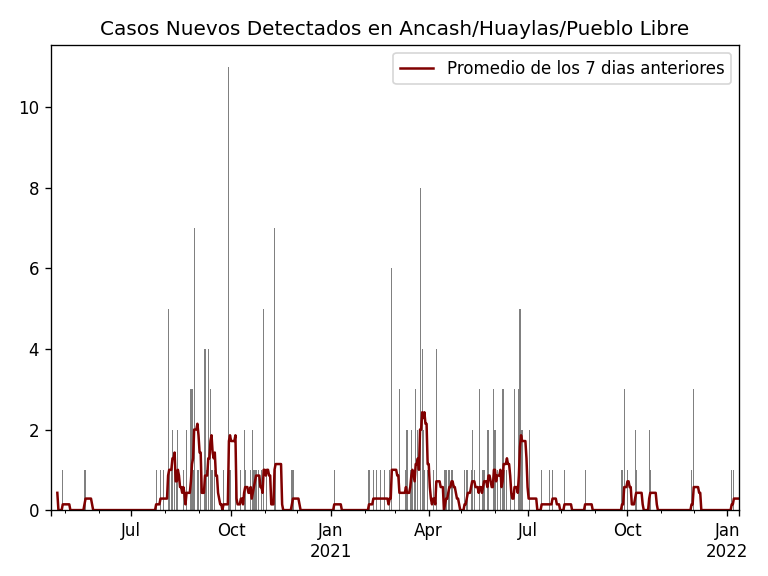 Casos Nuevos Detectados en Ancash/Huaylas/Pueblo Libre
Promedio de los 7 dias anteriores
10
8
6
4
2
0
Jul
Oct
Jan
2021
Apr
Jul
Oct
Jan
2022